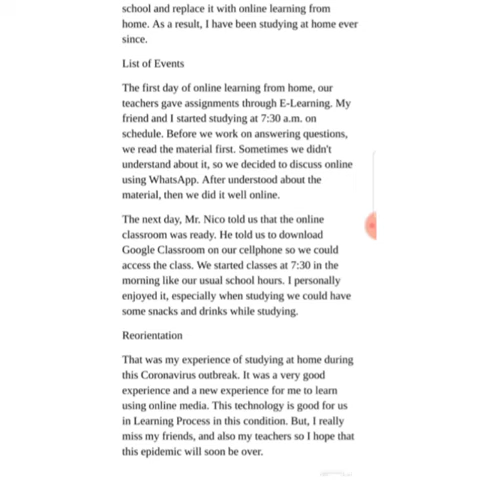 school and replace it with online learning from
home. As a result, I have been studying at home ever
since.
List of Events
The first day of online learning from home, our
teachers gave assignments through E-Learning. My
friend and I started studying at 7:30 a.m. on
schedule. Before we work on answering questions,
we read the material first. Sometimes we didn't
understand about it, so we decided to discuss online
using WhatsApp. After understood about the
material, then we did it well online.
The next day, Mr. Nico told us that the online
classroom was ready. He told us to download
Google Classroom on our cellphone so we could
access the class. We started classes at 7:30 in the
morning like our usual school hours. I personally
enjoyed it, especially when studying we could have
some snacks and drinks while studying.
Reorientation
That was my experience of studying at home during
this Coronavirus outbreak. It was a very good
experience and a new experience for me to learn
using online media. This technology is good for us
in Learning Process in this condition. But, I really
miss my friends, and also my teachers so I hope that
this epidemic will soon be over.